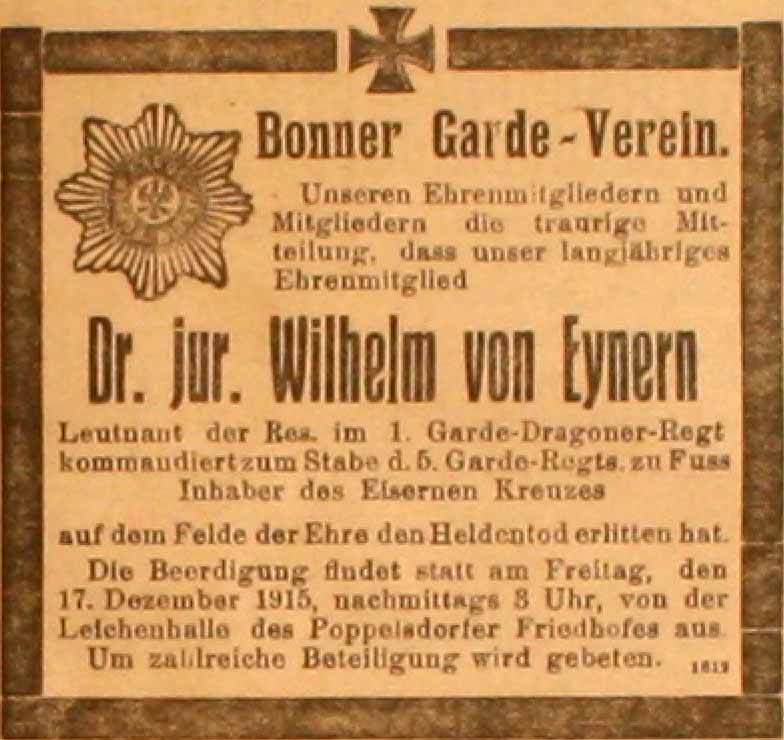 Bonner Garde-Verein.
Unseren Ehrenmitgliedern und
Mitgliedern die traurige Mit-
teilung, dass unser langjähriges
Ehrenmitglied
Dr. jur. Wilhelm von Eynern
Leutnant der Res. im 1. Garde-Dragoner-Regt
kommandiert zum Stabe d. 5. Garde-Regts. zu Fuss
Inhaber des Eisernen Kreuzes
auf dem Felde der Ehre den Heldentod erlitten hat.
Die Beerdigung findet statt am Freitag, den
17. Dezember 1915, nachmittags 3 Uhr, von der
Leichenhalle des Poppelsdorfer Friedhofes aus.
Um zahlreiche Beteiligung wird gebeten.